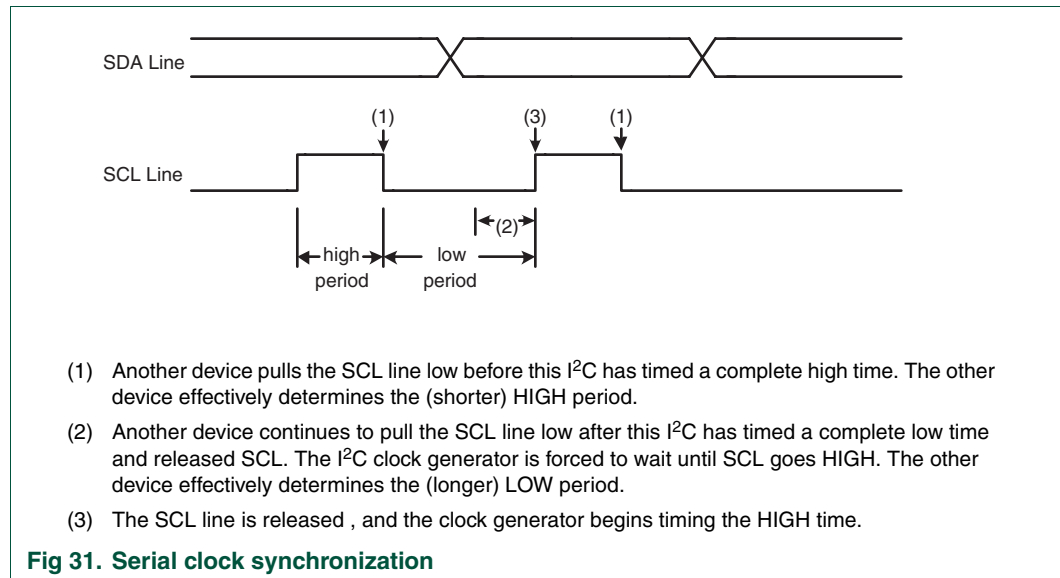 SDA Line
(1) (3) (1)
SCL Line
(2)
high low
period period
(1) Another device pulls the SCL line low before this I²C has timed a complete high time. The other
device effectively determines the (shorter) HIGH period.
(2) Another device continues to pull the SCL line low after this I²C has timed a complete low time
and released SCL. The I²C clock generator is forced to wait until SCL goes HIGH. The other
device effectively determines the (longer) LOW period.
(3) The SCL line is released , and the clock generator begins timing the HIGH time.
Fig 31. Serial clock synchronization